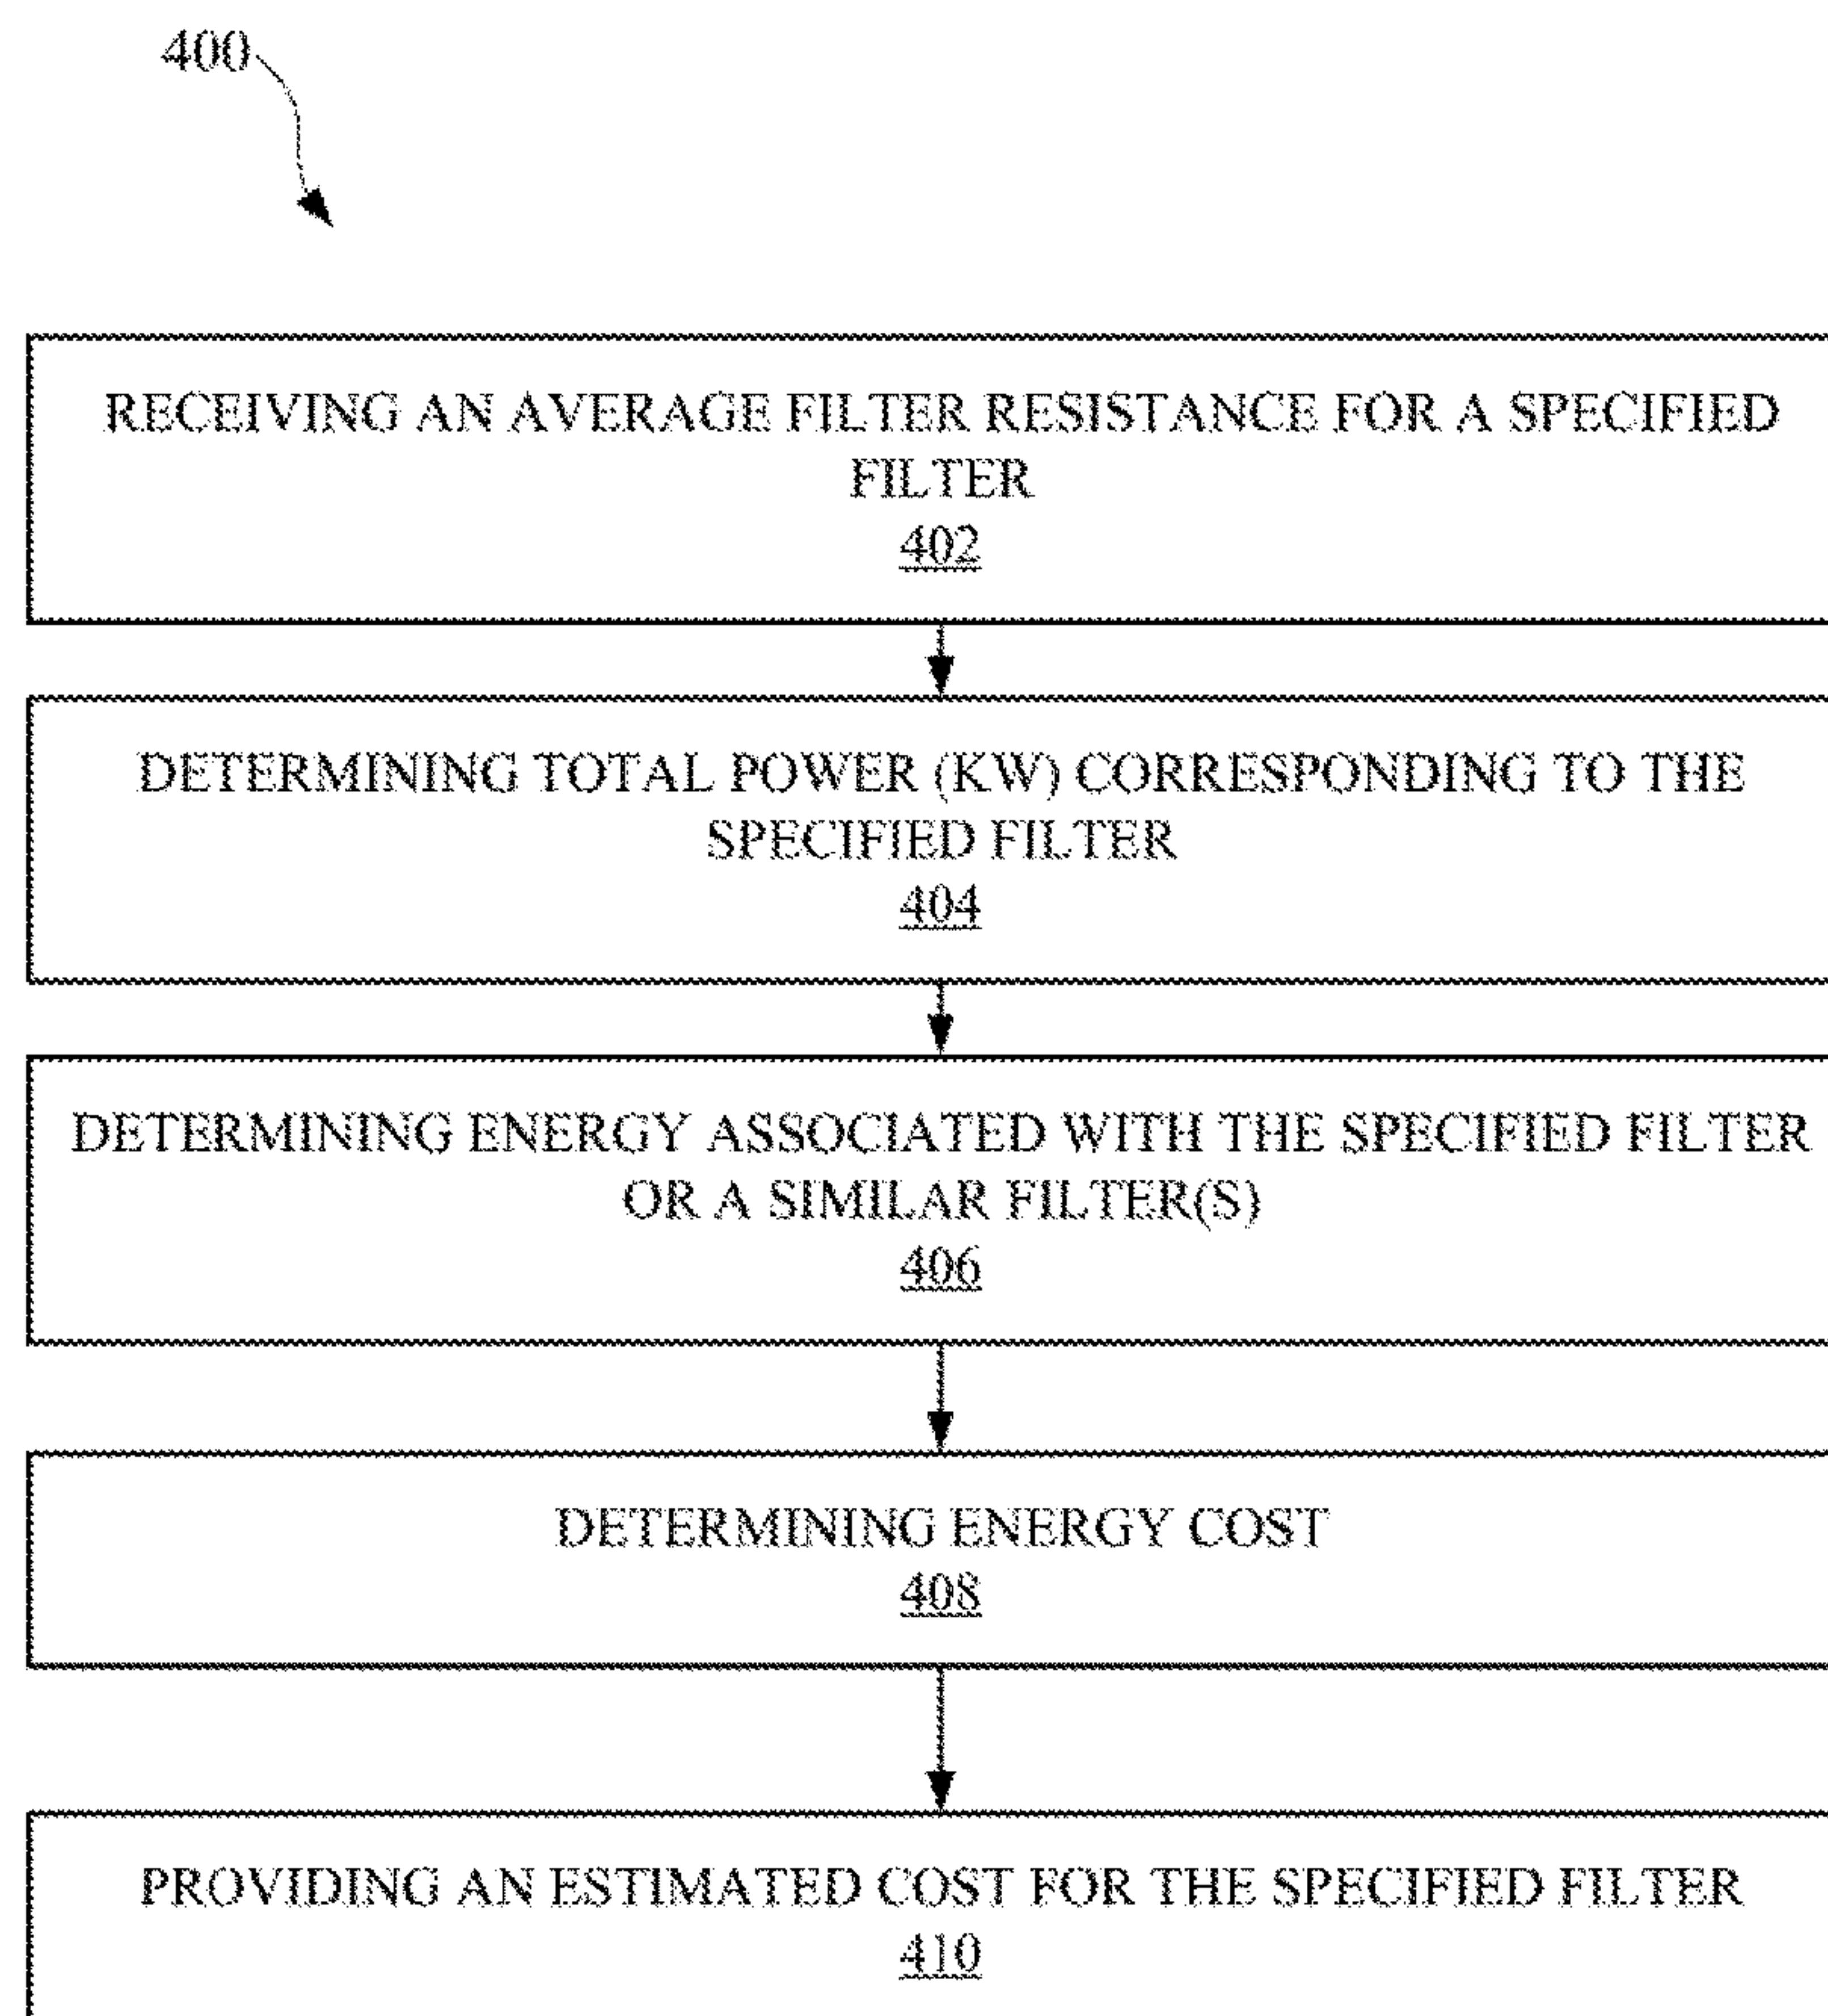 400
RECEIVING AN AVERAGE FILTER RESISTANCE FOR A SPECIFIED
FILTER
402
DETERMINING TOTAL POWER (KW) CORRESPONDING TO THE
SPECIFIED FILTER
404
DETERMINING ENERGY ASSOCIATED WITH THE SPECIFIED FILTER
OR A SIMILAR FILTER(S)
406
DETERMINING ENERGY COST
408
PROVIDING AN ESTIMATED COST FOR THE SPECIFIED FILTER
410